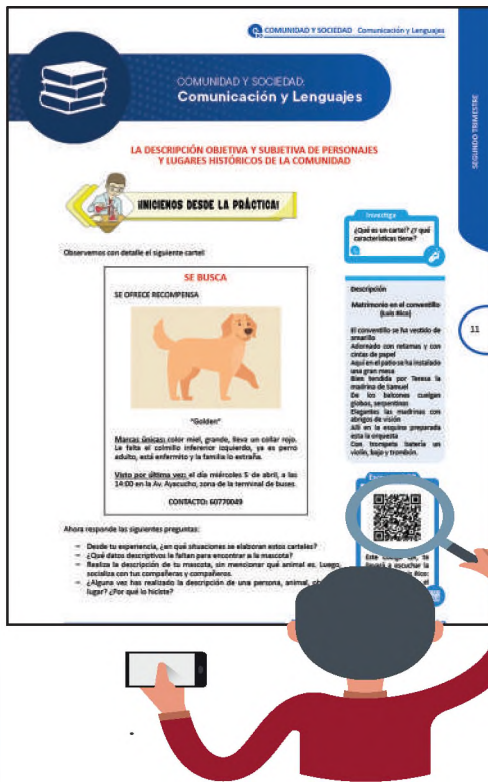 COMUNIDAD Y SOCIEDAD Comunicación y Lenguajes
COMUNIDAD Y SOCIEDAD:
Comunicación y Lenguajes
SEGUNDO TRIMESTRE
LA DESCRIPCIÓN OBJETIVA Y SUBJETIVA DE PERSONAJES
Y LUGARES HISTÓRICOS DE LA COMUNIDAD
¡INICIEMOS DESDE LA PRÁCTICA!
Observemos con detalle el siguiente cartel
SE BUSCA
SE OFRECE RECOMPENSA
"Golden"
Marcas únicas: color miel, grande, lleva un collar rojo.
Le falta el colmillo inferencor izquierdo, ya es perro
adulto, está enfermito y la familia lo extraña.
Visto por última vez: el día miércoles 5 de abril, a las
14:00 en la Av. Ayacucho, zona de la terminal de buses.
CONTACTO: 60770049
Ahora responde las siguientes preguntas:
– Desde tu experiencia, ¿en qué situaciones se elaboran estos carteles?
– ¿Qué datos descriptivos le faltan para encontrar a la mascota?
– Realiza la descripción de tu mascota, sin mencionar qué animal es. Luego,
socializa con tus compañeras y compañeros.
– ¿Alguna vez has realizado la descripción de una persona, animal,
lugar? ¿Por qué lo hiciste?
Investiga
¿Qué es un cartel? ¿Y qué
características tiene?
Descripción
Matrimonio en el conventillo
(Luis Rico)
El conventillo se ha vestido de
amarillo
Adornado con retamas y con
cintas de papel
Aquí en el patio se ha instalado
una gran mesa
Bien tendida por Teresa la
madrina de Samuel
De los balcones cuelgan
globos, serpentinas
Elegantes las madrinas con
abrigos de visión
Allí en la esquina preparada
esta la orquesta
Con trompeta batería un
violín, bajo y trombón.
11
Este QR, te
llevará a escuchar la
Rico:
el